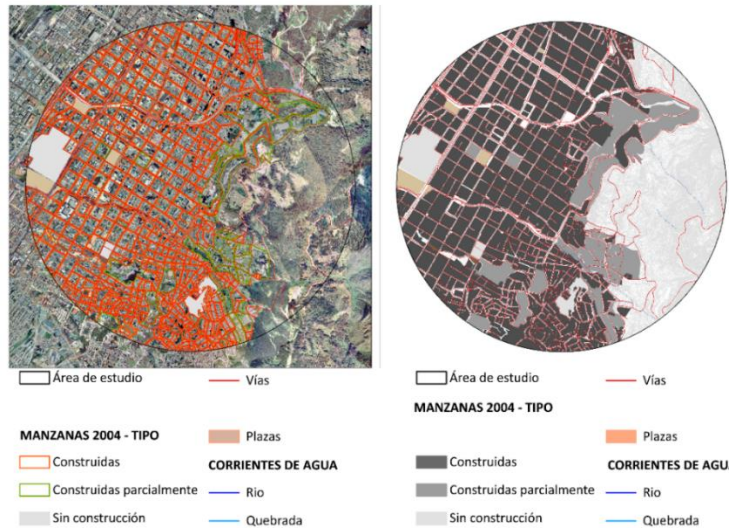 Área de estudio
Vías
MANZANAS 2004 - TIPO
Plazas
Construidas
CORRIENTES DE AGUA
Construidas parcialmente
Rio
Sin construcción
Quebrada
Área de estudio
Vías
MANZANAS 2004 - TIPO
Plazas
Construidas
CORRIENTES DE AGU
Construidas parcialmente
Rio
Sin construcción
Quebrada